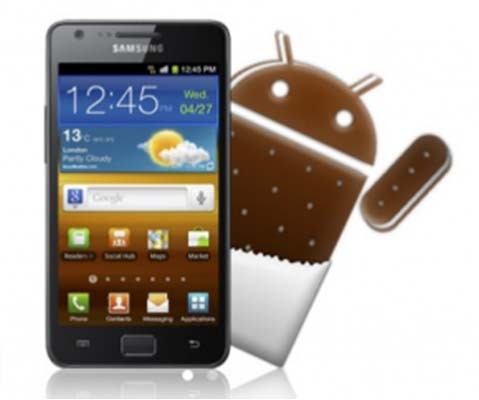 SAMSUNG
12:45 PM
12:45 PM
Wed.
04/27
13°C
London
Partly Cloudy
Google
Readers
Social Hub
Maps
Market
Phone
Contacts
Messaging
Applications